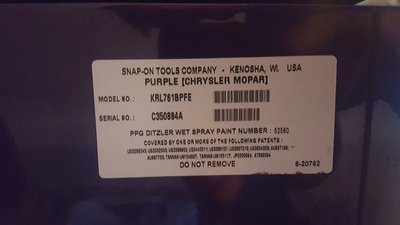 SNAP-ON TOOLS COMPANY - KENOSHA, WI. USA
PURPLE [CHRYSLER MOPAR]
MODEL NO.: KRL761BPFE
SERIAL NO.: C350884A
PPG DITZLER WET SPRAY PAINT NUMBER : 52560
COVERED BY ONE OR MORE OF THE FOLLOWING PATENTS:
DO NOT REMOVE 9-20762